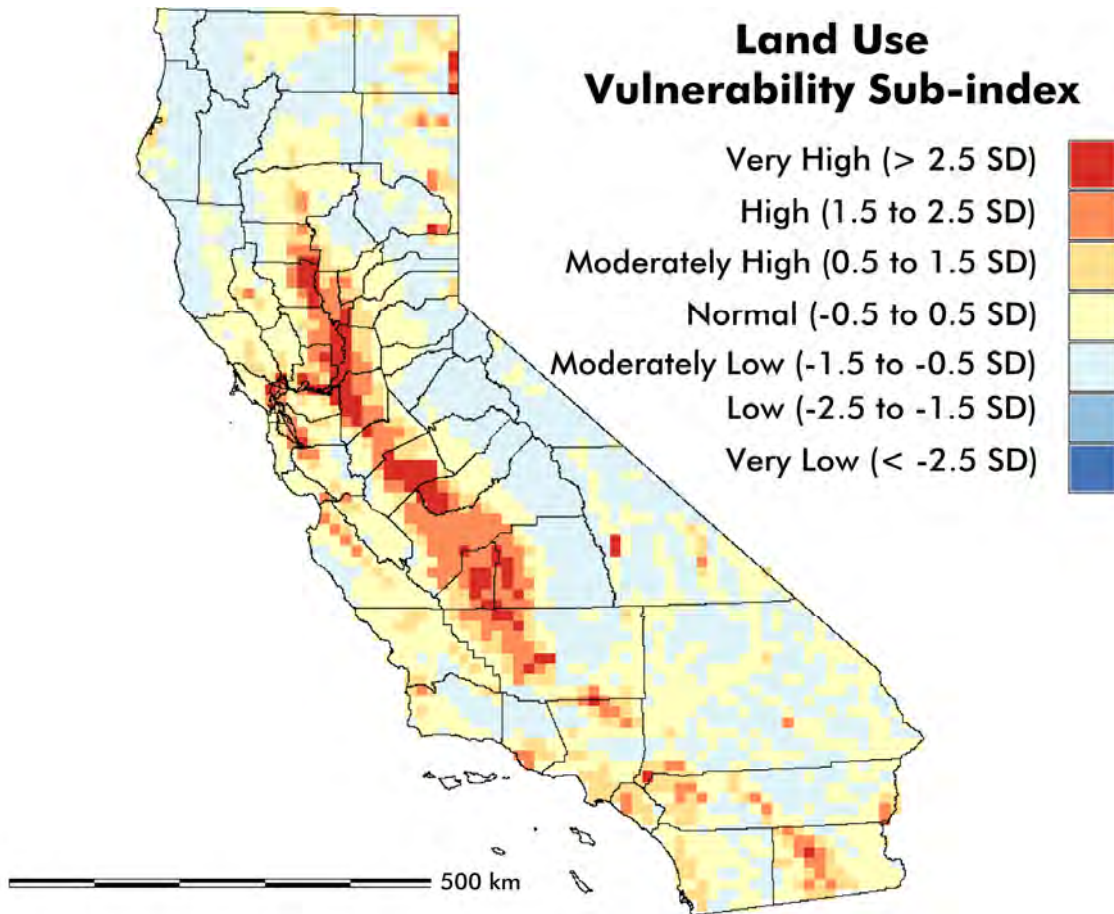 Land Use
Vulnerability Sub-index
Very High (> 2.5 SD)
High (1.5 to 2.5 SD)
Moderately High (0.5 to 1.5 SD)
Normal (-0.5 to 0.5 SD)
Moderately Low (-1.5 to -0.5 SD)
Low (-2.5 to -1.5 SD)
Very Low (< -2.5 SD)
500 km